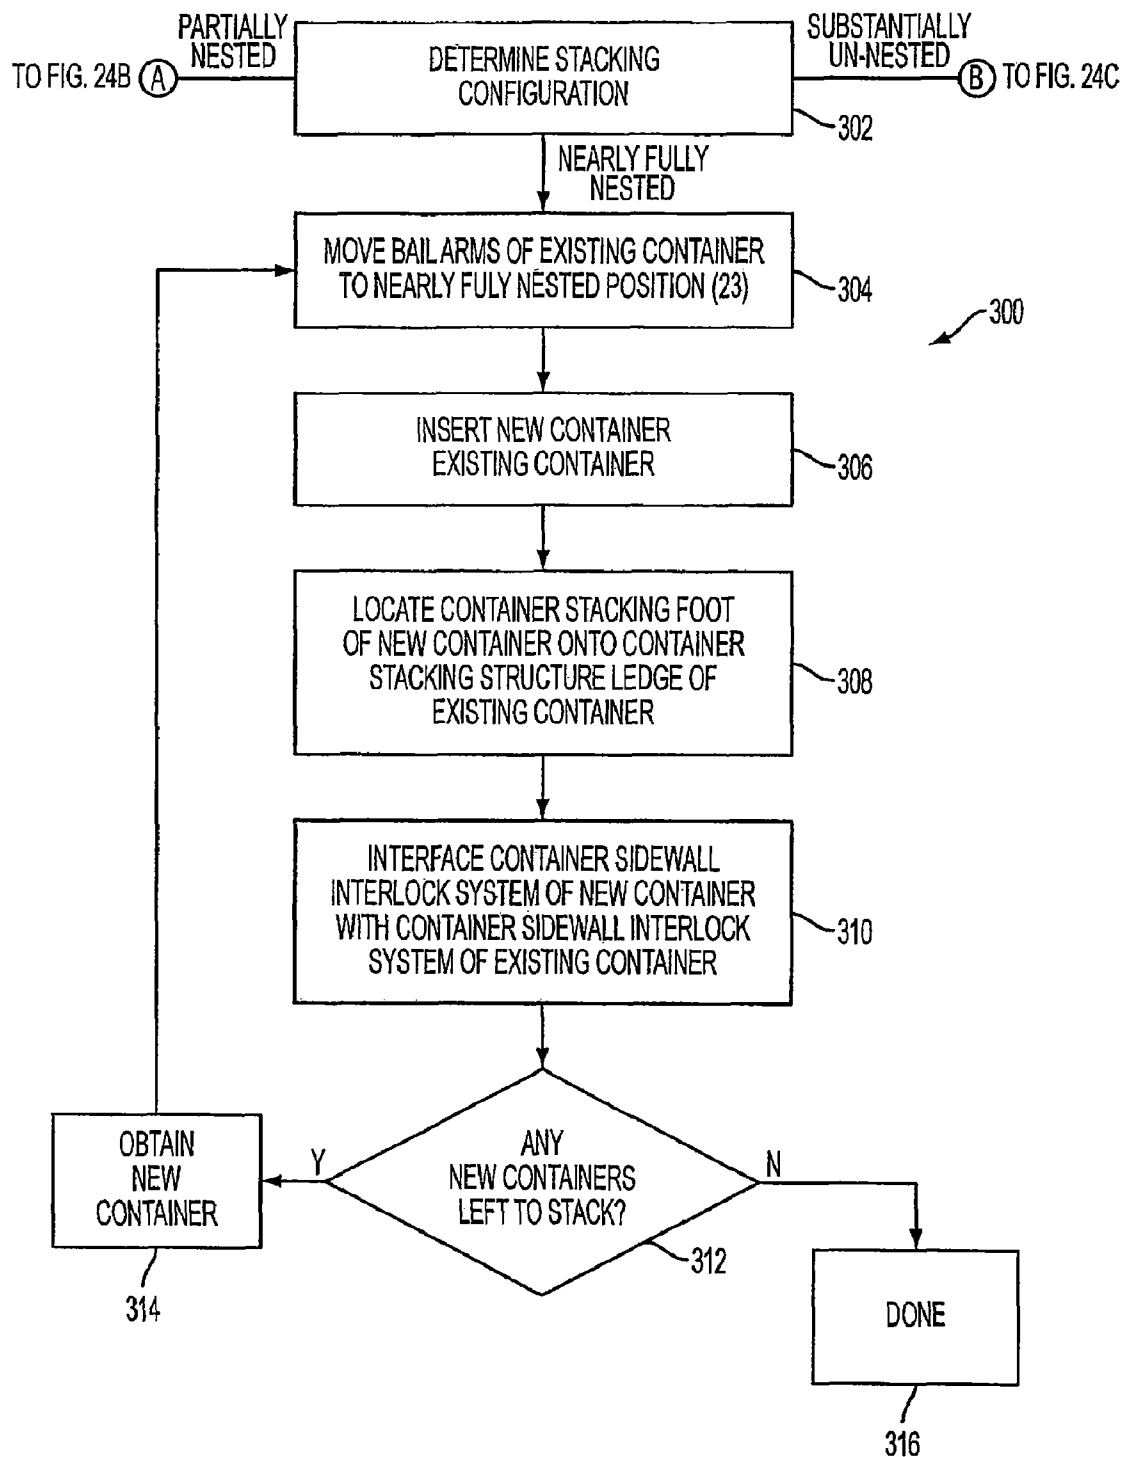 PARTIALLY
NESTED
SUBSTANTIALLY
UN-NESTED
TO FIG. 24B
A
DETERMINE STACKING
CONFIGURATION
B
TO FIG. 24C
302
NEARLY FULLY
NESTED
MOVE BAIL ARMS OF EXISTING CONTAINER
TO NEARLY FULY NESTED POSITION (23)
304
300
INSERT NEW CONTAINER
EXISTING CONTAINER
306
LOCATE CONTAINER STACKING FOOT
OF NEW CONTAINER ONTO CONTAINER
STACKING STRUCTURE LEDGE OF
EXISTING CONTAINER
308
INTERFACE CONTAINER SIDEWALL
INTERLOCK SYSTEM OF NEW CONTAINER
WITH CONTAINER SIDEWALL INTERLOCK
SYSTEM OF EXISTING CONTAINER
310
ANY
NEW CONTAINERS
LEFT TO STACK?
312
Y
N
OBTAIN
NEW
CONTAINER
314
DONE
316